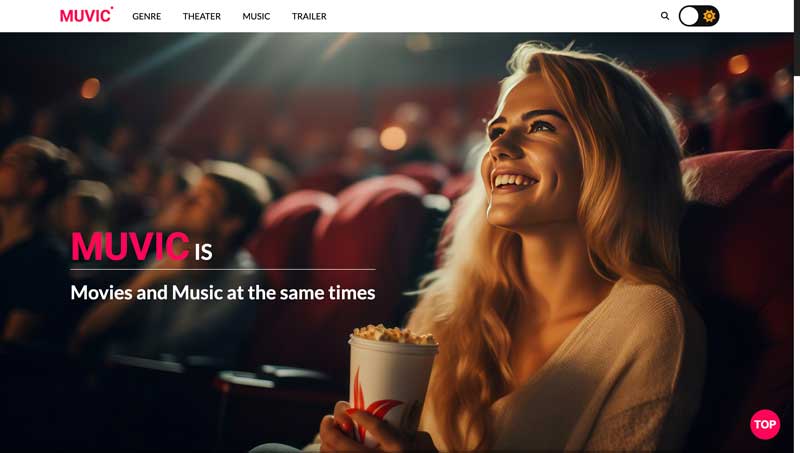 MUVIC
GENRE
THEATER
MUSIC
TRAILER
MUVIC IS
Movies and Music at the same times
TOP